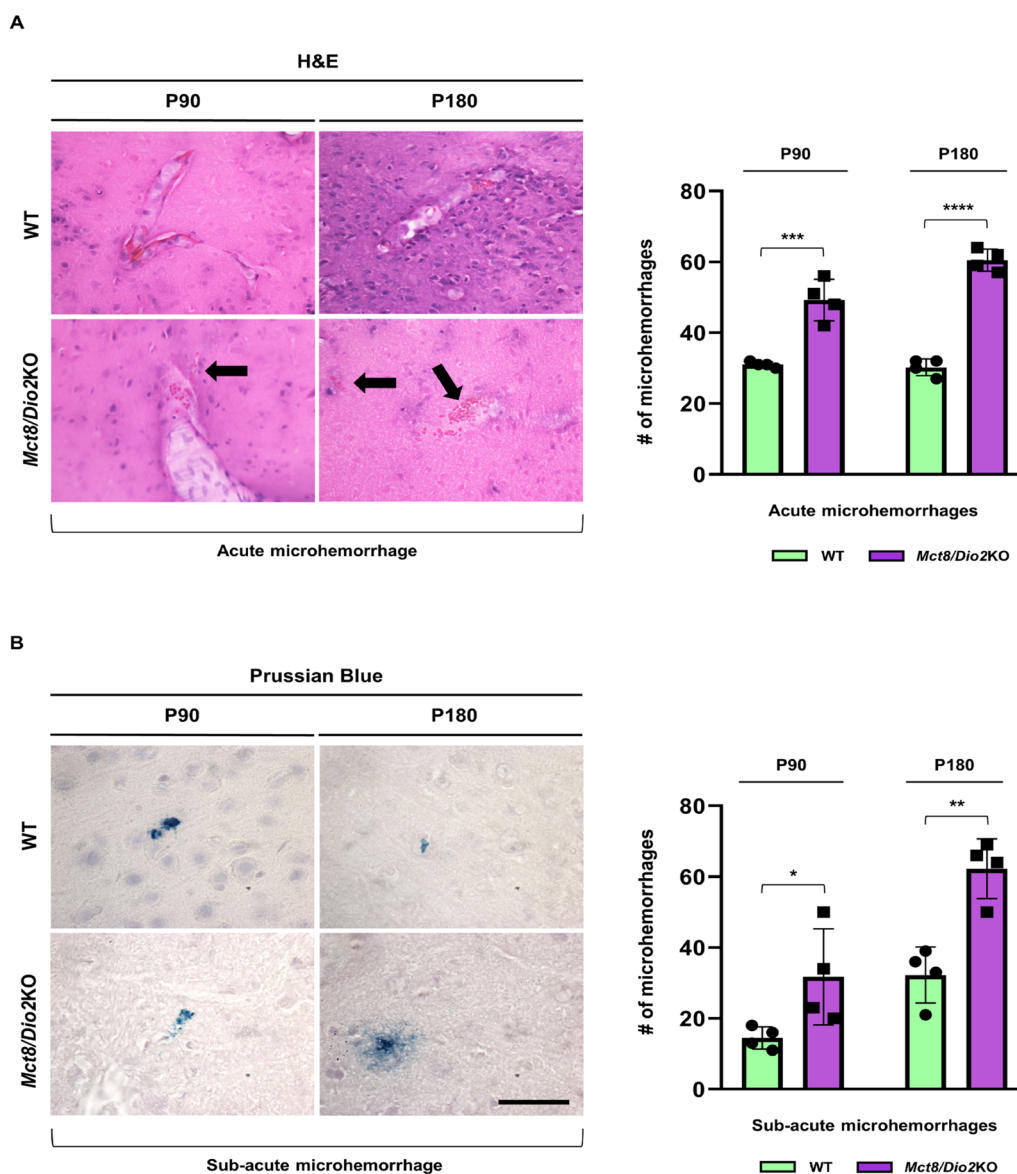 A
H&E
P90 P180
WT
Mct8/Dio2KO
Acute microhemorrhage
P90 P180
*** ****
# of microhemorrhages
80
60
40
20
0
Acute microhemorrhages
WT Mct8/Dio2KO
B
Prussian Blue
P90 P180
WT
Mct8/Dio2KO
Sub-acute microhemorrhage
P90 P180
* **
# of microhemorrhages
80
60
40
20
0
Sub-acute microhemorrhages
WT Mct8/Dio2KO